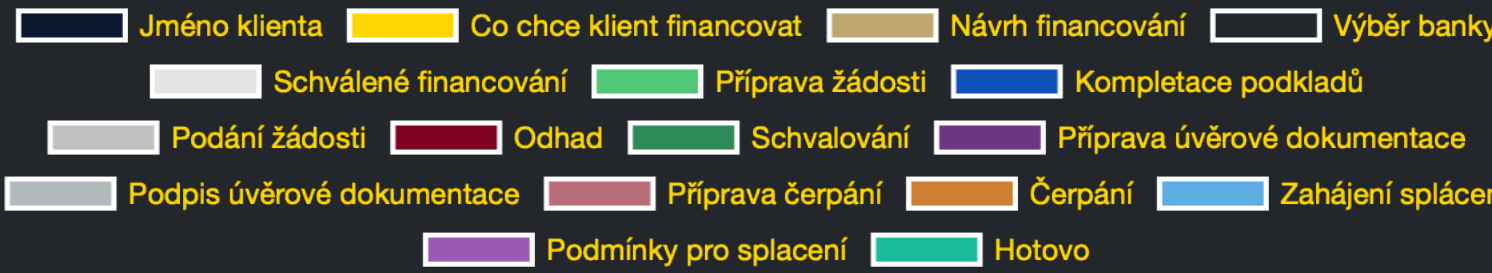 Jméno klienta Co chce klient financovat Návrh financování Výběr banky
Schválené financování Příprava žádosti Kompletace podkladů
Podání žádosti Odhad Schvalování Příprava úvěrové dokumentace
Podpis úvěrové dokumentace Příprava čerpání Čerpání Zahájení
Podmínky pro splacení Hotovo